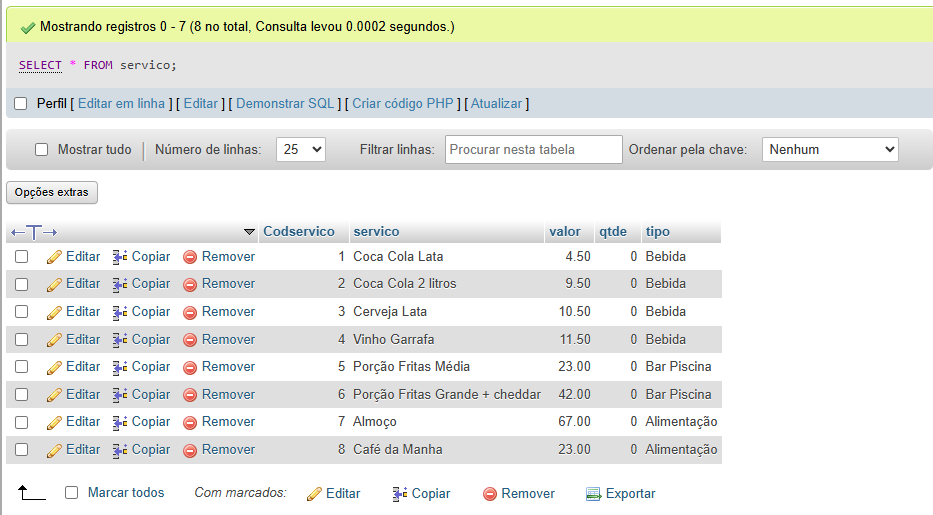 Mostrando registros 0 - 7 (8 no total, Consulta levou 0.0002 segundos.)
SELECT * FROM servico;
Perfil [ Editar em linha ] [ Editar ] [ Demonstrar SQL ] [ Criar código PHP ] [ Atualizar ]
Mostrar tudo Número de linhas: 25 Filtrar linhas: Procurar nesta tabela Ordenar pela chave: Nenhum
Opções extras
←T→ Codservico servico valor qtde tipo
Editar Copiar Remover 1 Coca Cola Lata 4.50 0 Bebida
Editar Copiar Remover 2 Coca Cola 2 litros 9.50 0 Bebida
Editar Copiar Remover 3 Cerveja Lata 10.50 0 Bebida
Editar Copiar Remover 4 Vinho Garrafa 11.50 0 Bebida
Editar Copiar Remover 5 Porção Fritas Média 23.00 0 Bar Piscina
Editar Copiar Remover 6 Porção Fritas Grande + cheddar 42.00 0 Bar Piscina
Editar Copiar Remover 7 Almoço 67.00 0 Alimentação
Editar Copiar Remover 8 Café da Manha 23.00 0 Alimentação
Marcar todos Com marcados: Editar Copiar Remover Exportar